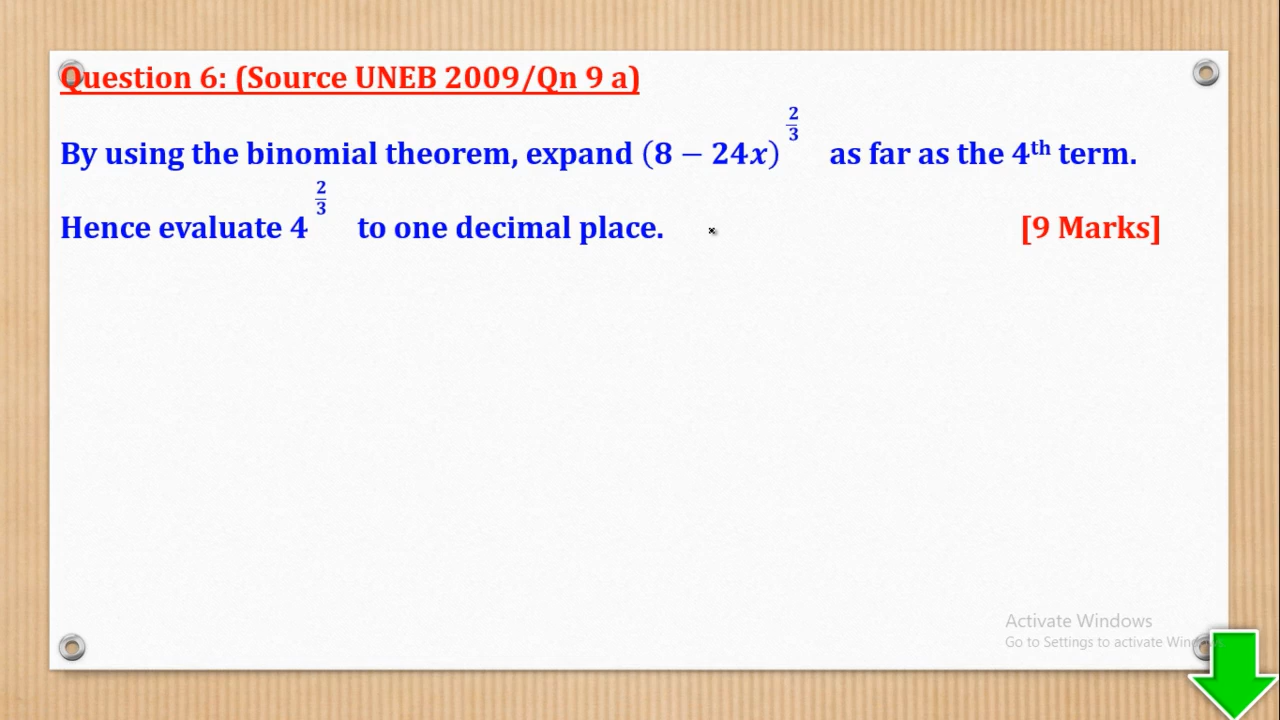 Question 6: (Source UNEB 2009/Qn 9 a)
By using the binomial theorem, expand (8 − 24x)^(2/3) as far as the 4th term.
Hence evaluate 4^(2/3) to one decimal place. [9 Marks]
Activate Windows
Go to Settings to activate Windows.